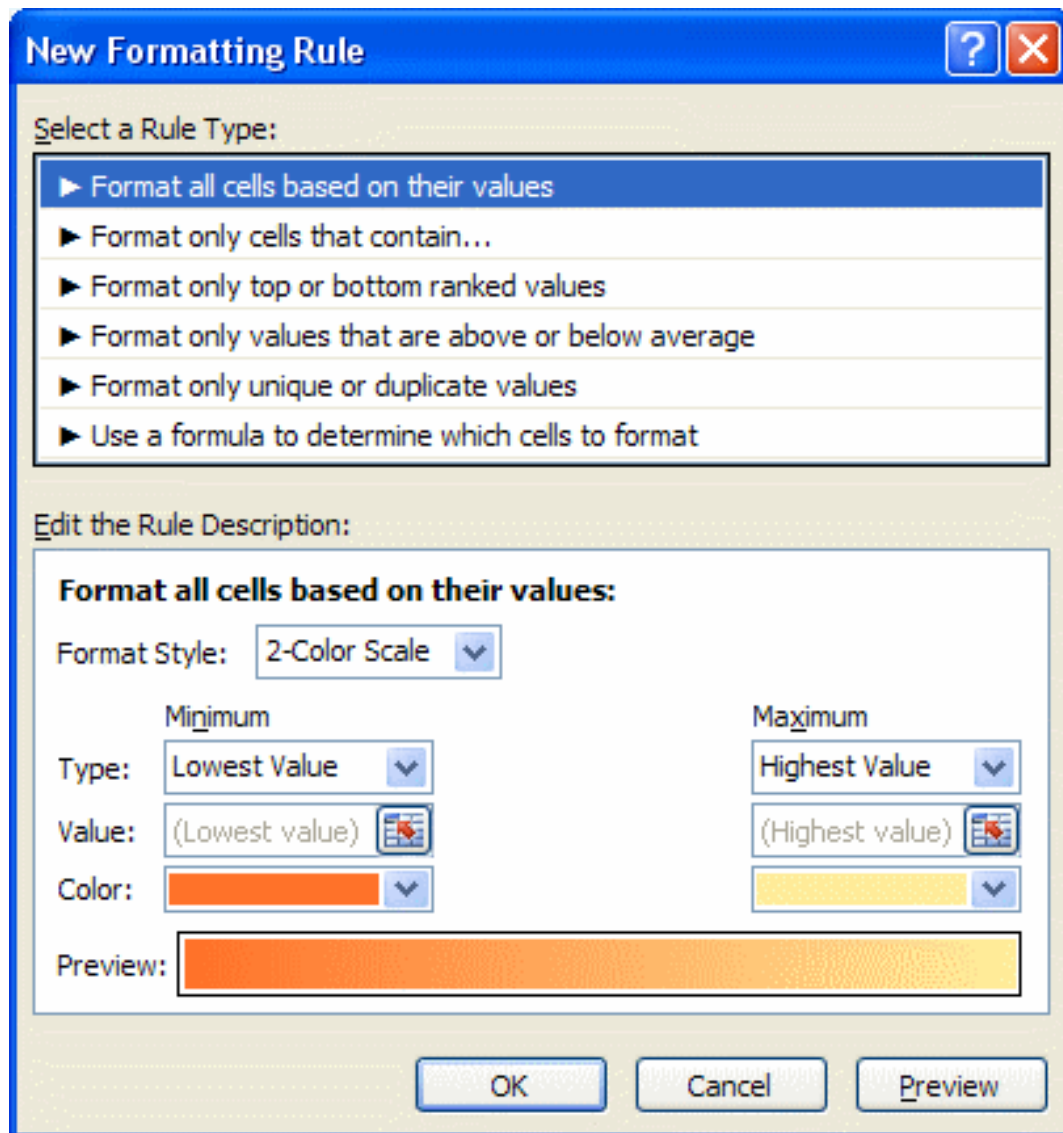 New Formatting Rule
Select a Rule Type:
► Format all cells based on their values
► Format only cells that contain...
► Format only top or bottom ranked values
► Format only values that are above or below average
► Format only unique or duplicate values
► Use a formula to determine which cells to format
Edit the Rule Description:
Format all cells based on their values:
Format Style: 2-Color Scale
Minimum Maximum
Type: Lowest Value Highest Value
Value: (Lowest value) (Highest value)
Color:
Preview:
OK Cancel Preview